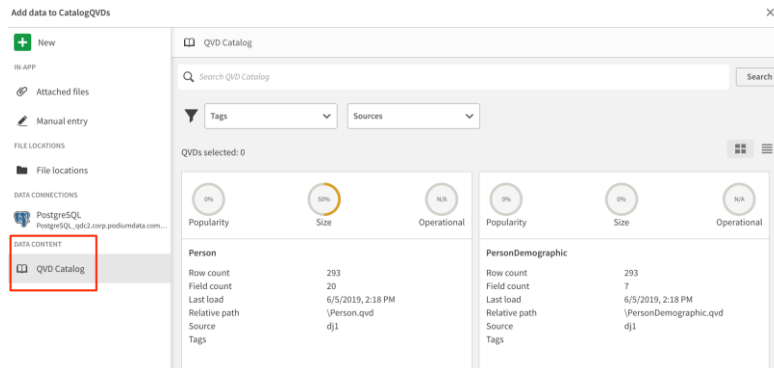 Add data to CatalogQVDs
New
IN-APP
Attached files
Manual entry
FILE LOCATIONS
File locations
DATA CONNECTIONS
PostgreSQL
PostgreSQL_qdc2.corp.podiumdata.com...
DATA CONTENT
QVD Catalog
QVD Catalog
Search QVD Catalog
Search
Tags
Sources
QVDs selected: 0
0%
50%
N/A
Popularity
Size
Operational
Person
Row count 293
Field count 20
Last load 6/5/2019, 2:18 PM
Relative path \Person.qvd
Source dj1
Tags
0%
0%
N/A
Popularity
Size
Operational
PersonDemographic
Row count 293
Field count 7
Last load 6/5/2019, 2:18 PM
Relative path \PersonDemographic.qvd
Source dj1
Tags